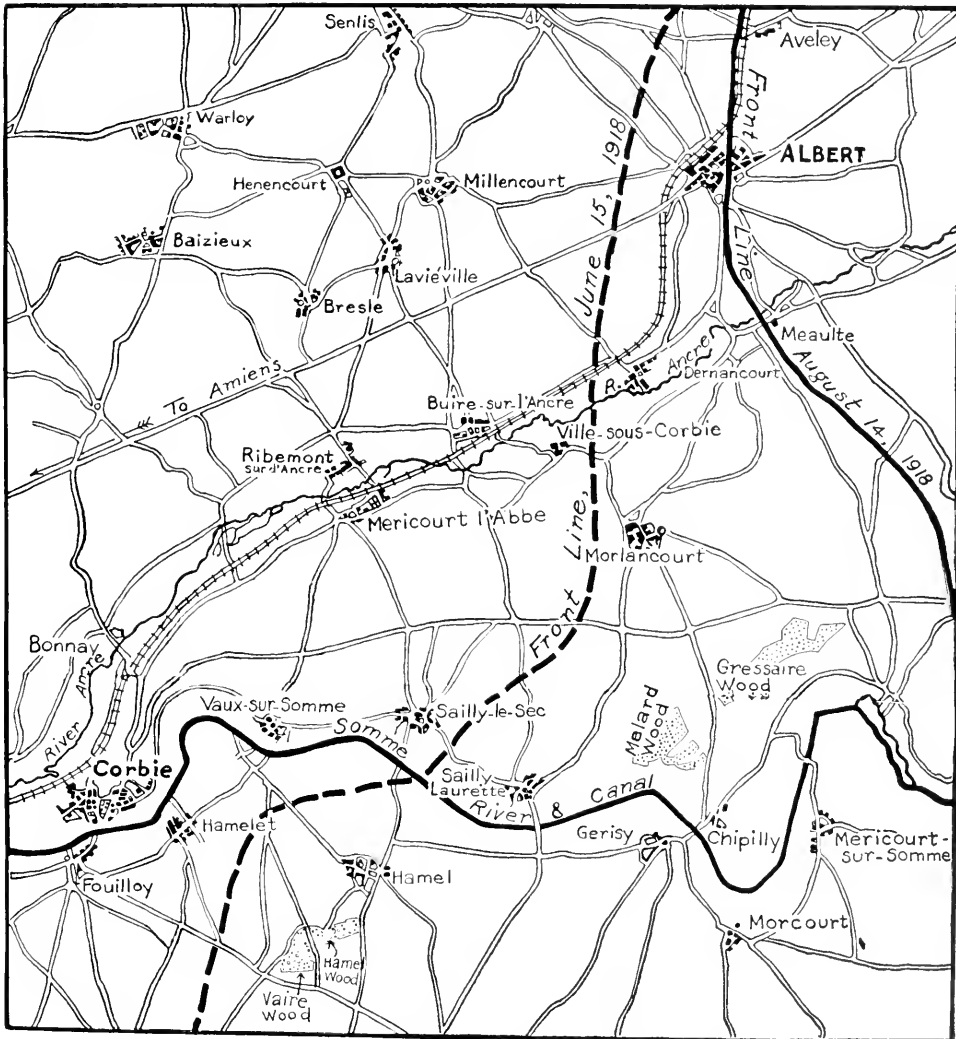 Senlis
Aveley
Warloy
ALBERT
Henencourt
Millencourt
Baizieux
Lavieville
Bresle
Front Line, June 15, 1918
Front Line August 14, 1918
Meaulte
R. Ancre
Dernancourt
To Amiens
Buire-sur-l'Ancre
Ville-sous-Corbie
Ribemont
sur d'Ancre
Mericourt l'Abbe
Morlancourt
Bonnay
River Ancre
Gressaire
Wood
Malard
Wood
Vaux-sur-Somme
Sailly-le-Sec
Somme River & Canal
Corbie
Sailly
Laurette
Hamelet
Gerisy
Chipilly
Mericourt-
sur-Somme
Fouilloy
Hamel
Morcourt
Hamel
Wood
Vaire
Wood